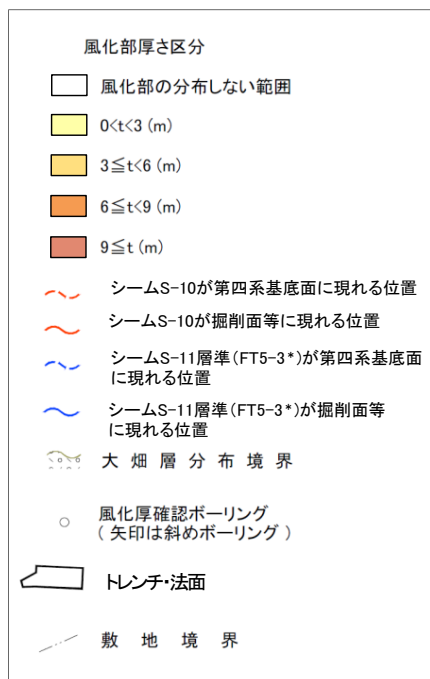 風化部厚さ区分
風化部の分布しない範囲
0<t<3 (m)
3≦t<6 (m)
6≦t<9 (m)
9≦t (m)
シームS-10が第四系基底面に現れる位置
シームS-10が掘削面等に現れる位置
シームS-11層準(FT5-3*)が第四系基底面
に現れる位置
シームS-11層準(FT5-3*)が掘削面等
に現れる位置
大畑層分布境界
風化厚確認ボーリング
(矢印は斜めボーリング)
トレンチ・法面
敷地境界